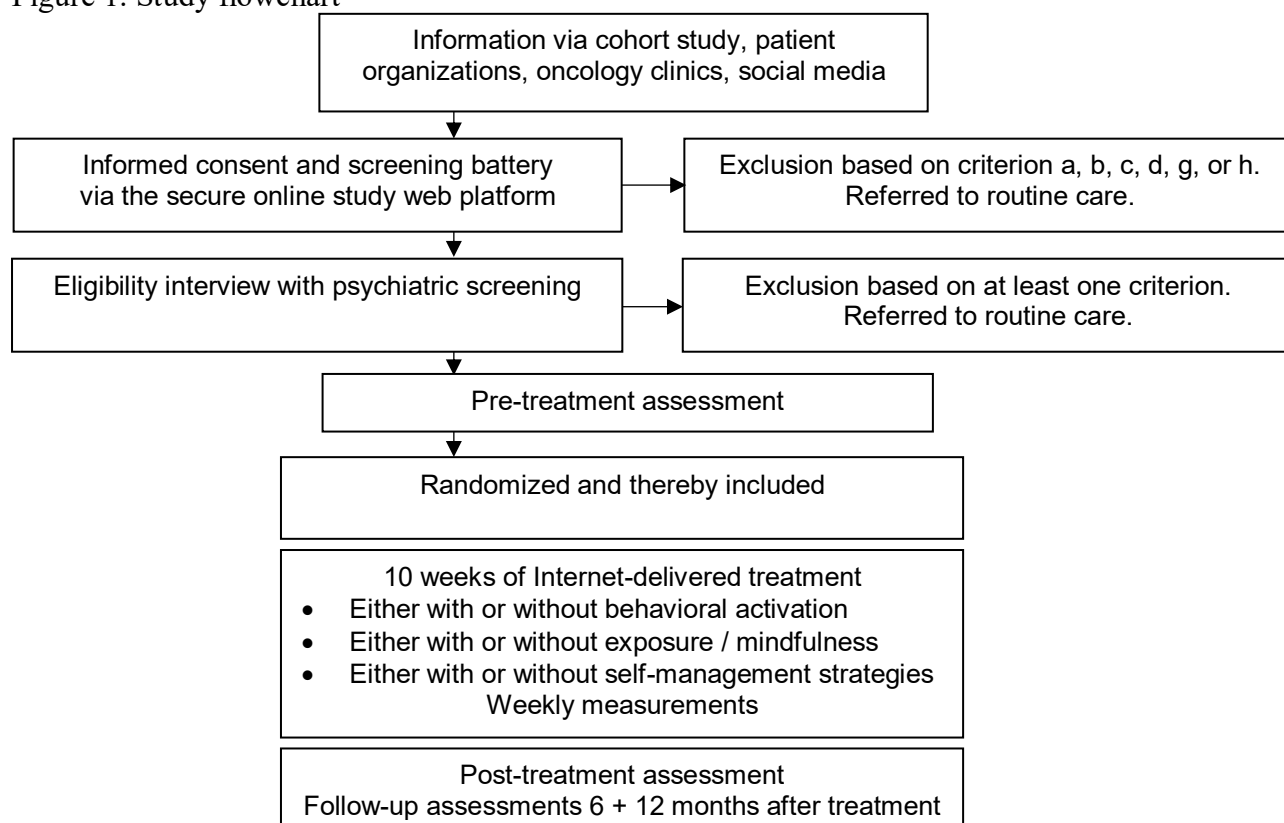 Figure 1. Study flowchart
Information via cohort study, patient
organizations, oncology clinics, social media
Informed consent and screening battery
via the secure online study web platform
Exclusion based on criterion a, b, c, d, g, or h.
Referred to routine care.
Eligibility interview with psychiatric screening
Exclusion based on at least one criterion.
Referred to routine care.
Pre-treatment assessment
Randomized and thereby included
10 weeks of Internet-delivered treatment
• Either with or without behavioral activation
• Either with or without exposure / mindfulness
• Either with or without self-management strategies
Weekly measurements
Post-treatment assessment
Follow-up assessments 6 + 12 months after treatment